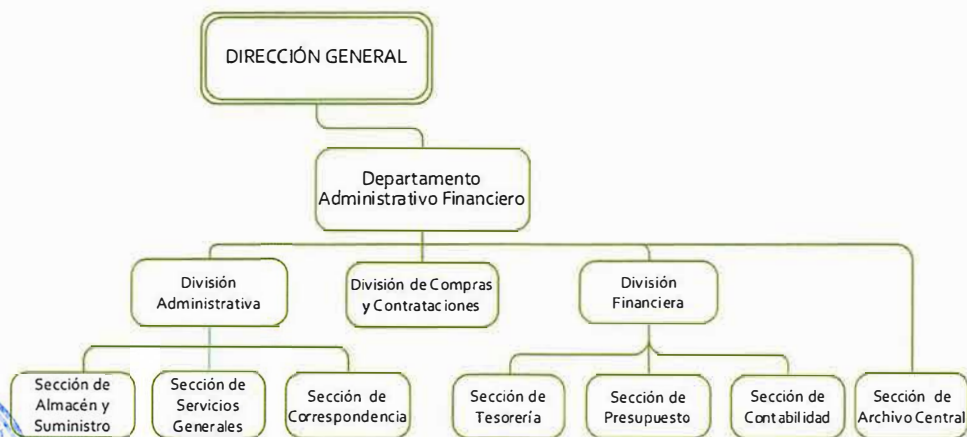 DIRECCIÓN GENERAL
Departamento
Administrativo Financiero
División
Administrativa
División de Compras
y Contrataciones
División
Financiera
Sección de
Almacén y
Suministro
Sección de
Servicios
Generales
Sección de
Correspondencia
Sección de
Tesorería
Sección de
Presupuesto
Sección de
Contabilidad
Sección de
Archivo Central